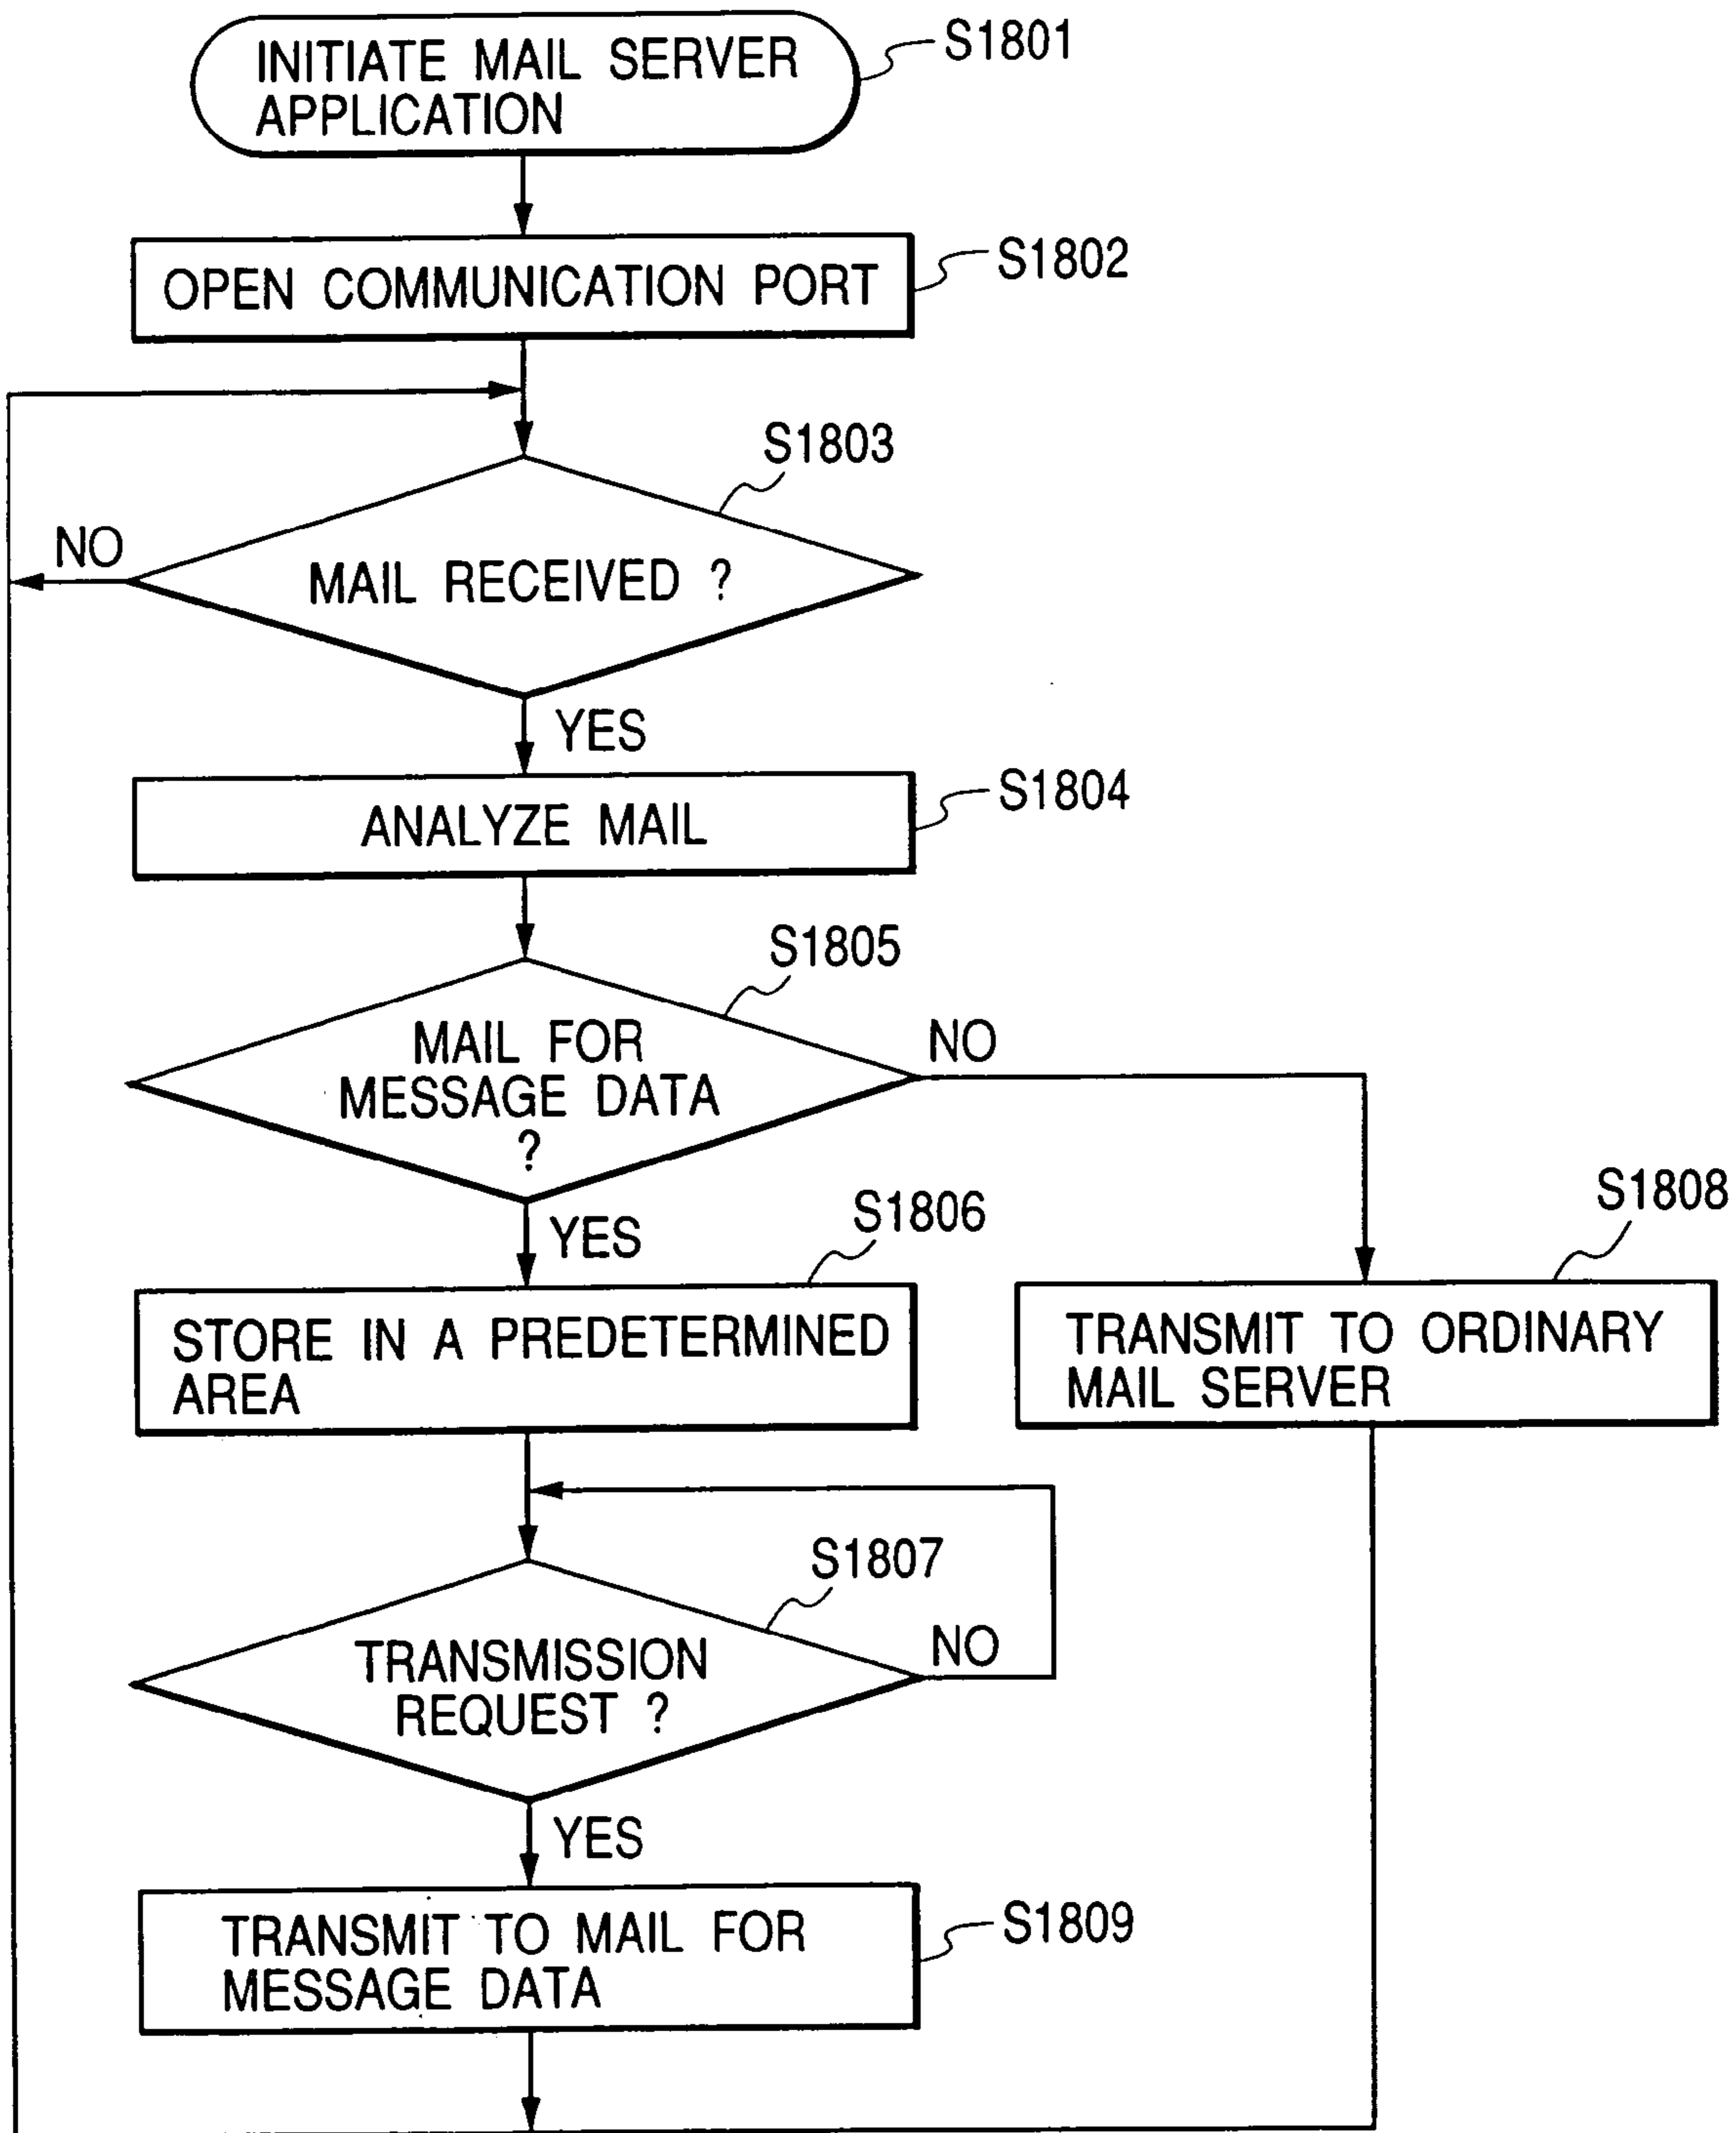 INITIATE MAIL SERVER
APPLICATION
S1801
OPEN COMMUNICATION PORT
S1802
S1803
NO
MAIL RECEIVED ?
YES
ANALYZE MAIL
S1804
S1805
MAIL FOR
MESSAGE DATA
?
NO
YES
S1806
S1808
STORE IN A PREDETERMINED
AREA
TRANSMIT TO ORDINARY
MAIL SERVER
S1807
TRANSMISSION
REQUEST ?
NO
YES
TRANSMIT TO MAIL FOR
MESSAGE DATA
S1809